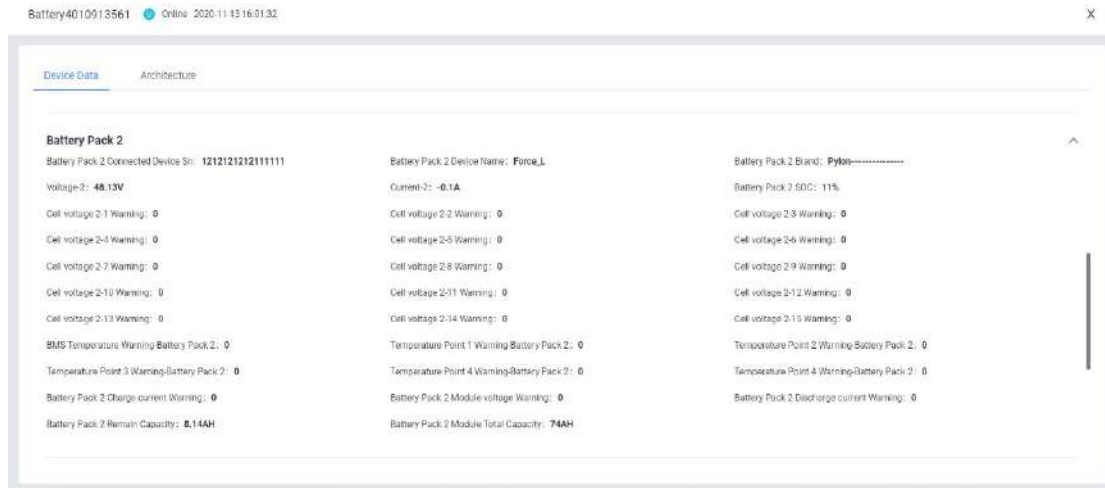 Battery4010913561 Online 2020-11-13 16:01:32 X
Device Data Architecture
Battery Pack 2
Battery Pack 2 Connected Device Sn: 1212121212111111 Battery Pack 2 Device Name: Force_L Battery Pack 2 Brand: Pylon---------------
Voltage-2: 48.13V Current-2: -0.1A Battery Pack 2 SOC: 11%
Cell voltage 2-1 Warning: 0 Cell voltage 2-2 Warning: 0 Cell voltage 2-3 Warning: 0
Cell voltage 2-4 Warning: 0 Cell voltage 2-5 Warning: 0 Cell voltage 2-6 Warning: 0
Cell voltage 2-7 Warning: 0 Cell voltage 2-8 Warning: 0 Cell voltage 2-9 Warning: 0
Cell voltage 2-10 Warning: 0 Cell voltage 2-11 Warning: 0 Cell voltage 2-12 Warning: 0
Cell voltage 2-13 Warning: 0 Cell voltage 2-14 Warning: 0 Cell voltage 2-15 Warning: 0
BMS Temperature Warning-Battery Pack 2: 0 Temperature Point 1 Warning-Battery Pack 2: 0 Temperature Point 2 Warning-Battery Pack 2: 0
Temperature Point 3 Warning-Battery Pack 2: 0 Temperature Point 4 Warning-Battery Pack 2: 0 Temperature Point 4 Warning-Battery Pack 2: 0
Battery Pack 2 Charge current Warning: 0 Battery Pack 2 Module voltage Warning: 0 Battery Pack 2 Discharge current Warning: 0
Battery Pack 2 Remain Capacity: 8.14AH Battery Pack 2 Module Total Capacity: 74AH